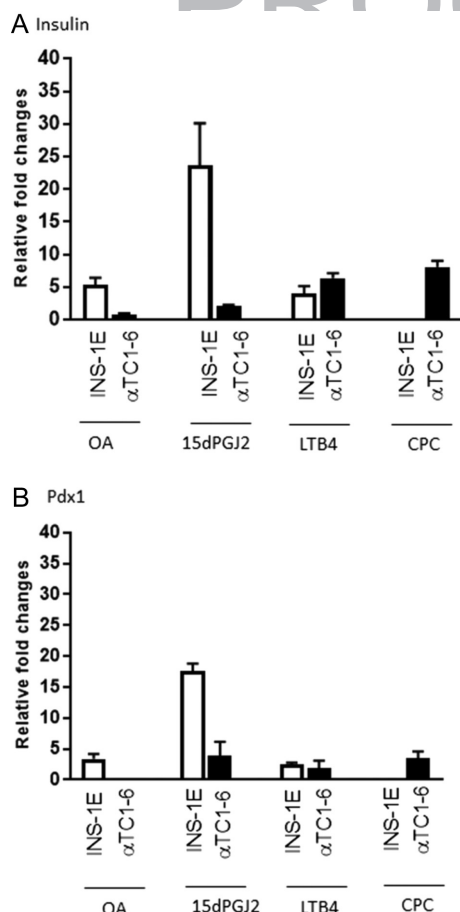 A Insulin
Relative fold changes
40
35
30
25
20
15
10
5
0
INS-1E αTC1-6 INS-1E αTC1-6 INS-1E αTC1-6 INS-1E αTC1-6
OA 15dPGJ2 LTB4 CPC
B Pdx1
Relative fold changes
40
35
30
25
20
15
10
5
0
INS-1E αTC1-6 INS-1E αTC1-6 INS-1E αTC1-6 INS-1E αTC1-6
OA 15dPGJ2 LTB4 CPC